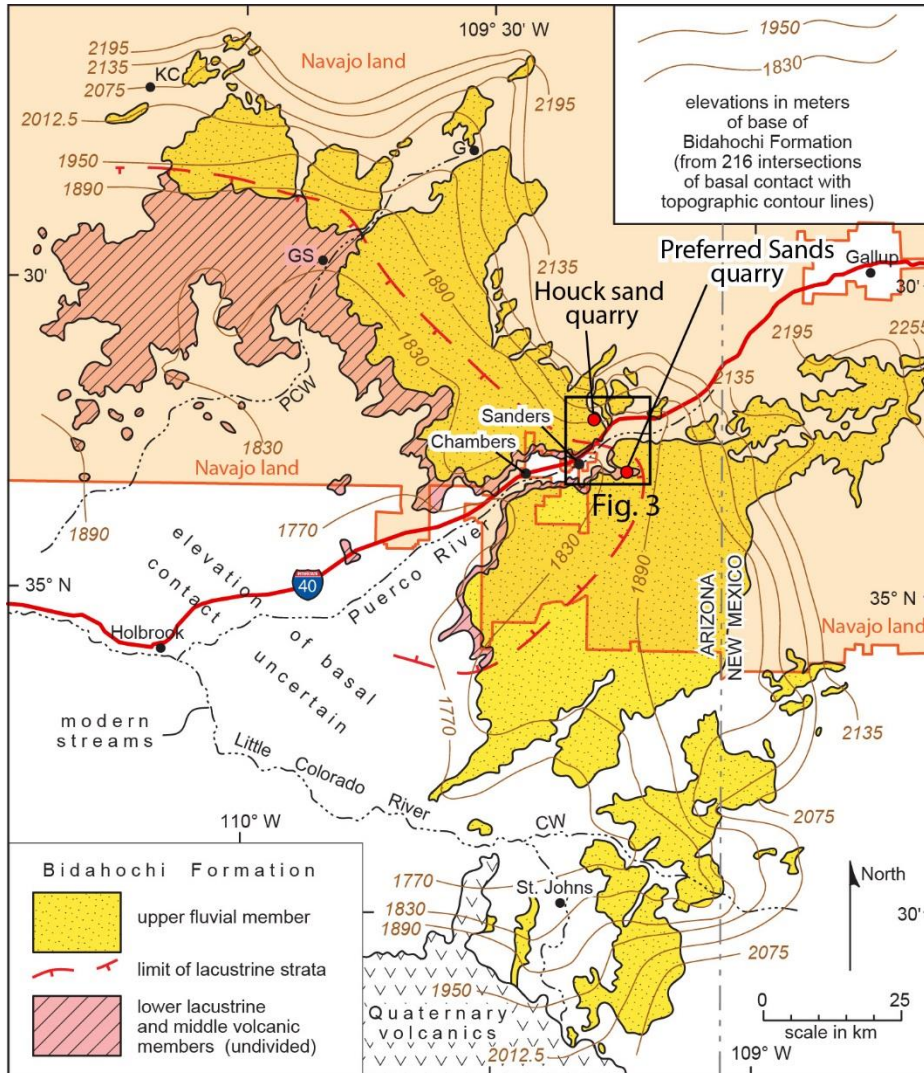 109° 30' W
1950
1830
elevations in meters
of base of
Bidahochi Formation
(from 216 intersections
of basal contact with
topographic contour lines)
2195
2135
KC
2075
2012.5
1950
1890
Navajo land
2195
G
GS
30'
2135
1890
1830
PCW
1830
Preferred Sands
quarry
Gallup
30'
Houck sand
quarry
2195
2255
2135
Sanders
Chambers
Fig. 3
Navajo land
1890
1770
elevation
of basal
contact
uncertain
Puerco River
1830
1890
35° N
40
Holbrook
35° N
ARIZONA
NEW MEXICO
Navajo land
modern
streams
1770
2135
Little Colorado River
110° W
CW
2075
St. Johns
1770
1830
1890
1950
2012.5
2075
Quaternary
volcanics
North
30'
0 25
scale in km
109° W
Bidahochi Formation
upper fluvial member
limit of lacustrine strata
lower lacustrine
and middle volcanic
members (undivided)